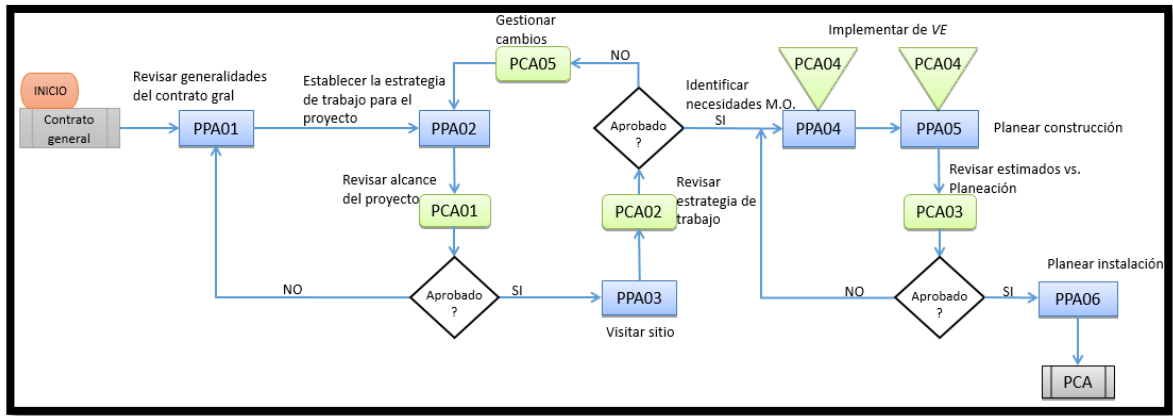 INICIO
Contrato
general
Revisar generalidades
del contrato gral
PPA01
Establecer la estrategia
de trabajo para el
proyecto
PPA02
Gestionar
cambios
PCA05
NO
Revisar alcance
del proyecto
PCA01
Aprobado
?
NO
SI
PPA03
Visitar sitio
PCA02
Revisar
estrategia de
trabajo
Aprobado
?
SI
Identificar
necesidades M.O.
Implementar de VE
PCA04
PCA04
PPA04
PPA05
Planear construcción
Revisar estimados vs.
Planeación
PCA03
Aprobado
?
NO
SI
Planear instalación
PPA06
PCA